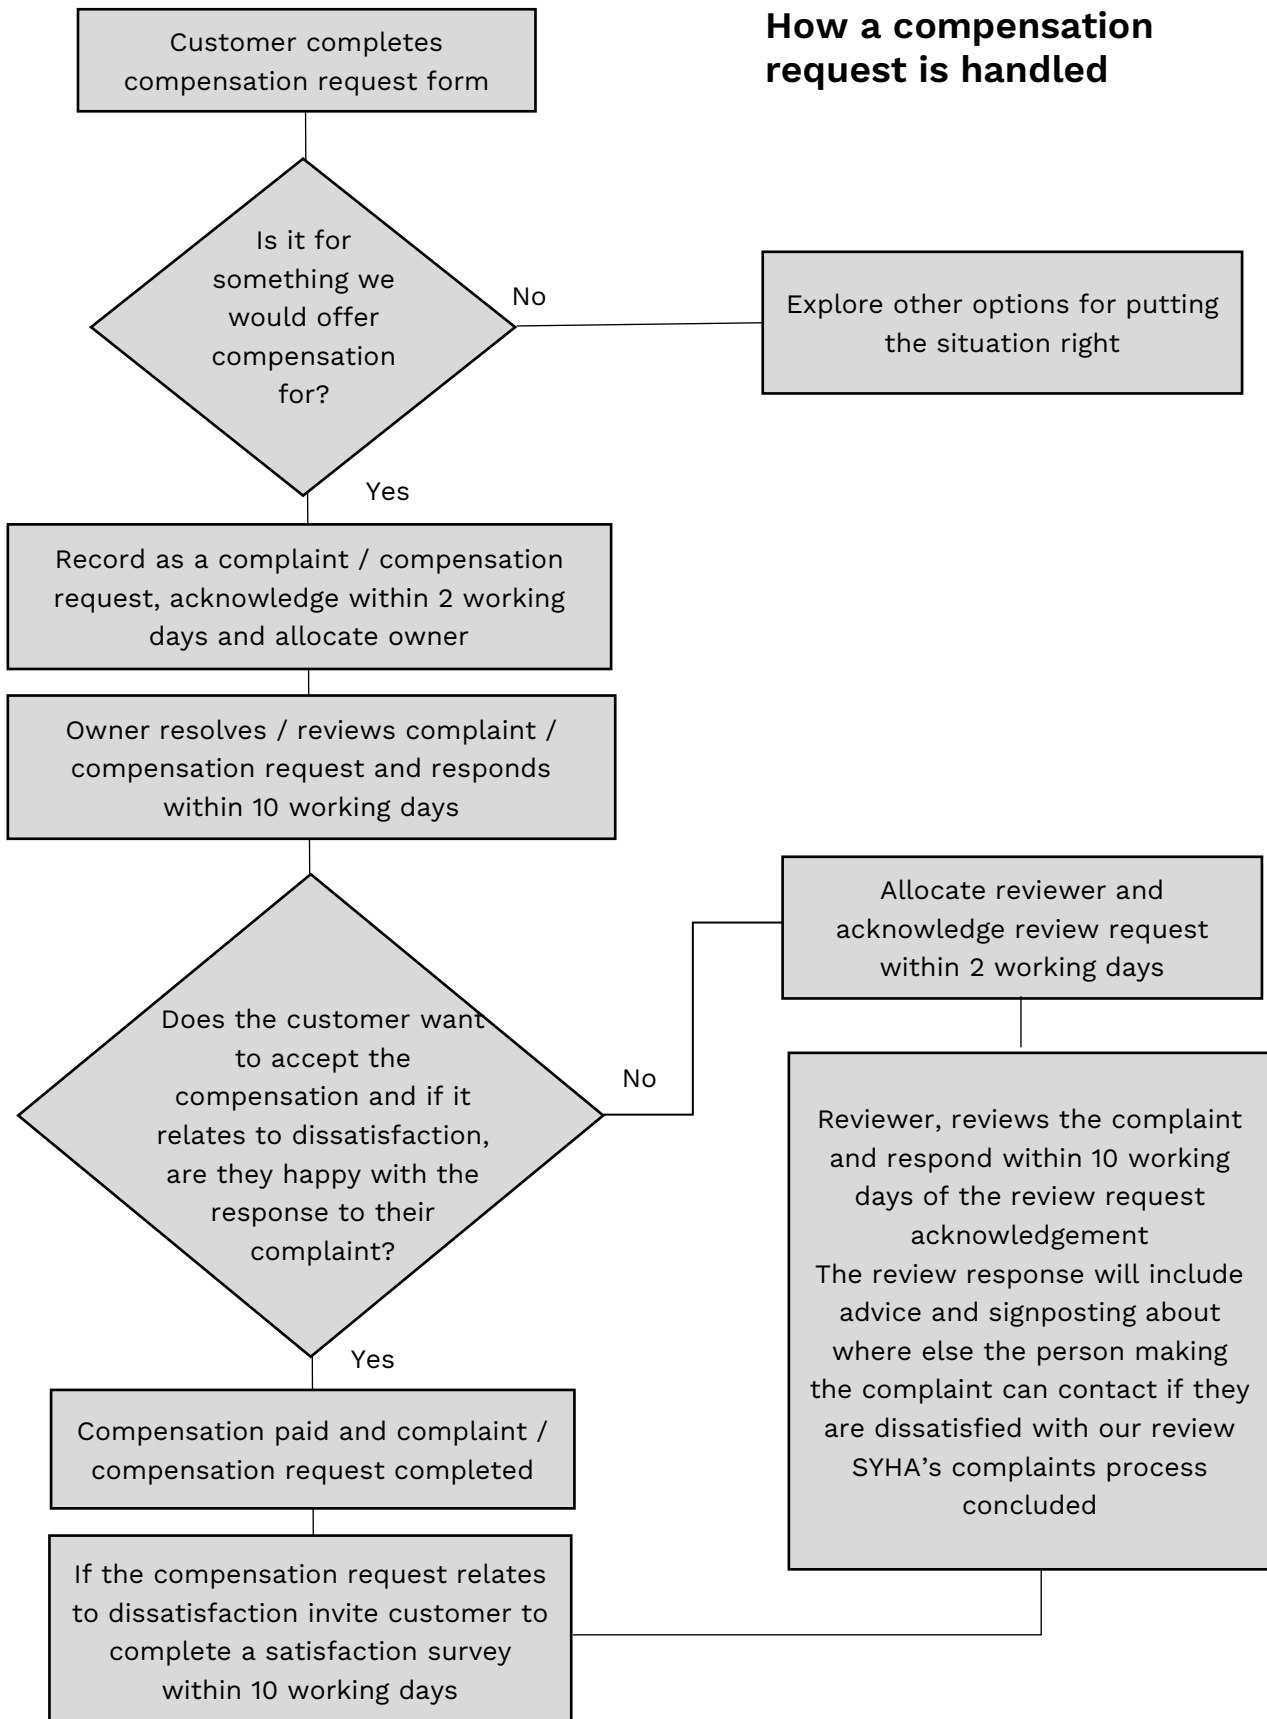 How a compensation
request is handled
Customer completes
compensation request form
Is it for
something we
would offer
compensation
for?
No
Explore other options for putting
the situation right
Yes
Record as a complaint / compensation
request, acknowledge within 2 working
days and allocate owner
Owner resolves / reviews complaint /
compensation request and responds
within 10 working days
Does the customer want
to accept the
compensation and if it
relates to dissatisfaction,
are they happy with the
response to their
complaint?
No
Allocate reviewer and
acknowledge review request
within 2 working days
Reviewer, reviews the complaint
and respond within 10 working
days of the review request
acknowledgement
The review response will include
advice and signposting about
where else the person making
the complaint can contact if they
are dissatisfied with our review
SYHA’s complaints process
concluded
Yes
Compensation paid and complaint /
compensation request completed
If the compensation request relates
to dissatisfaction invite customer to
complete a satisfaction survey
within 10 working days